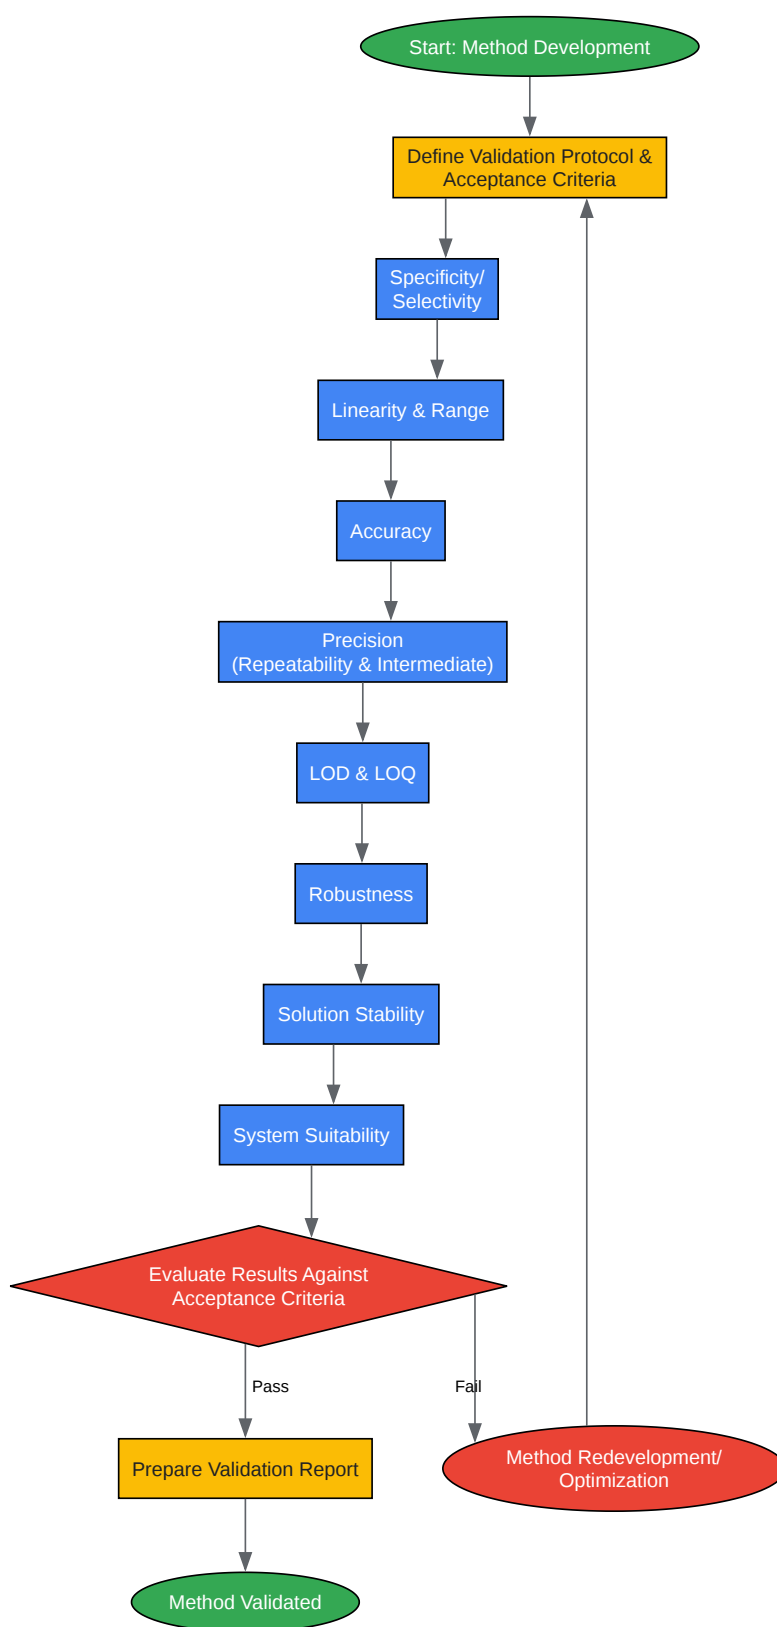 Start: Method Development
Define Validation Protocol &
Acceptance Criteria
Specificity/
Selectivity
Linearity & Range
Accuracy
Precision
(Repeatability & Intermediate)
LOD & LOQ
Robustness
Solution Stability
System Suitability
Evaluate Results Against
Acceptance Criteria
Pass
Fail
Prepare Validation Report
Method Redevelopment/
Optimization
Method Validated